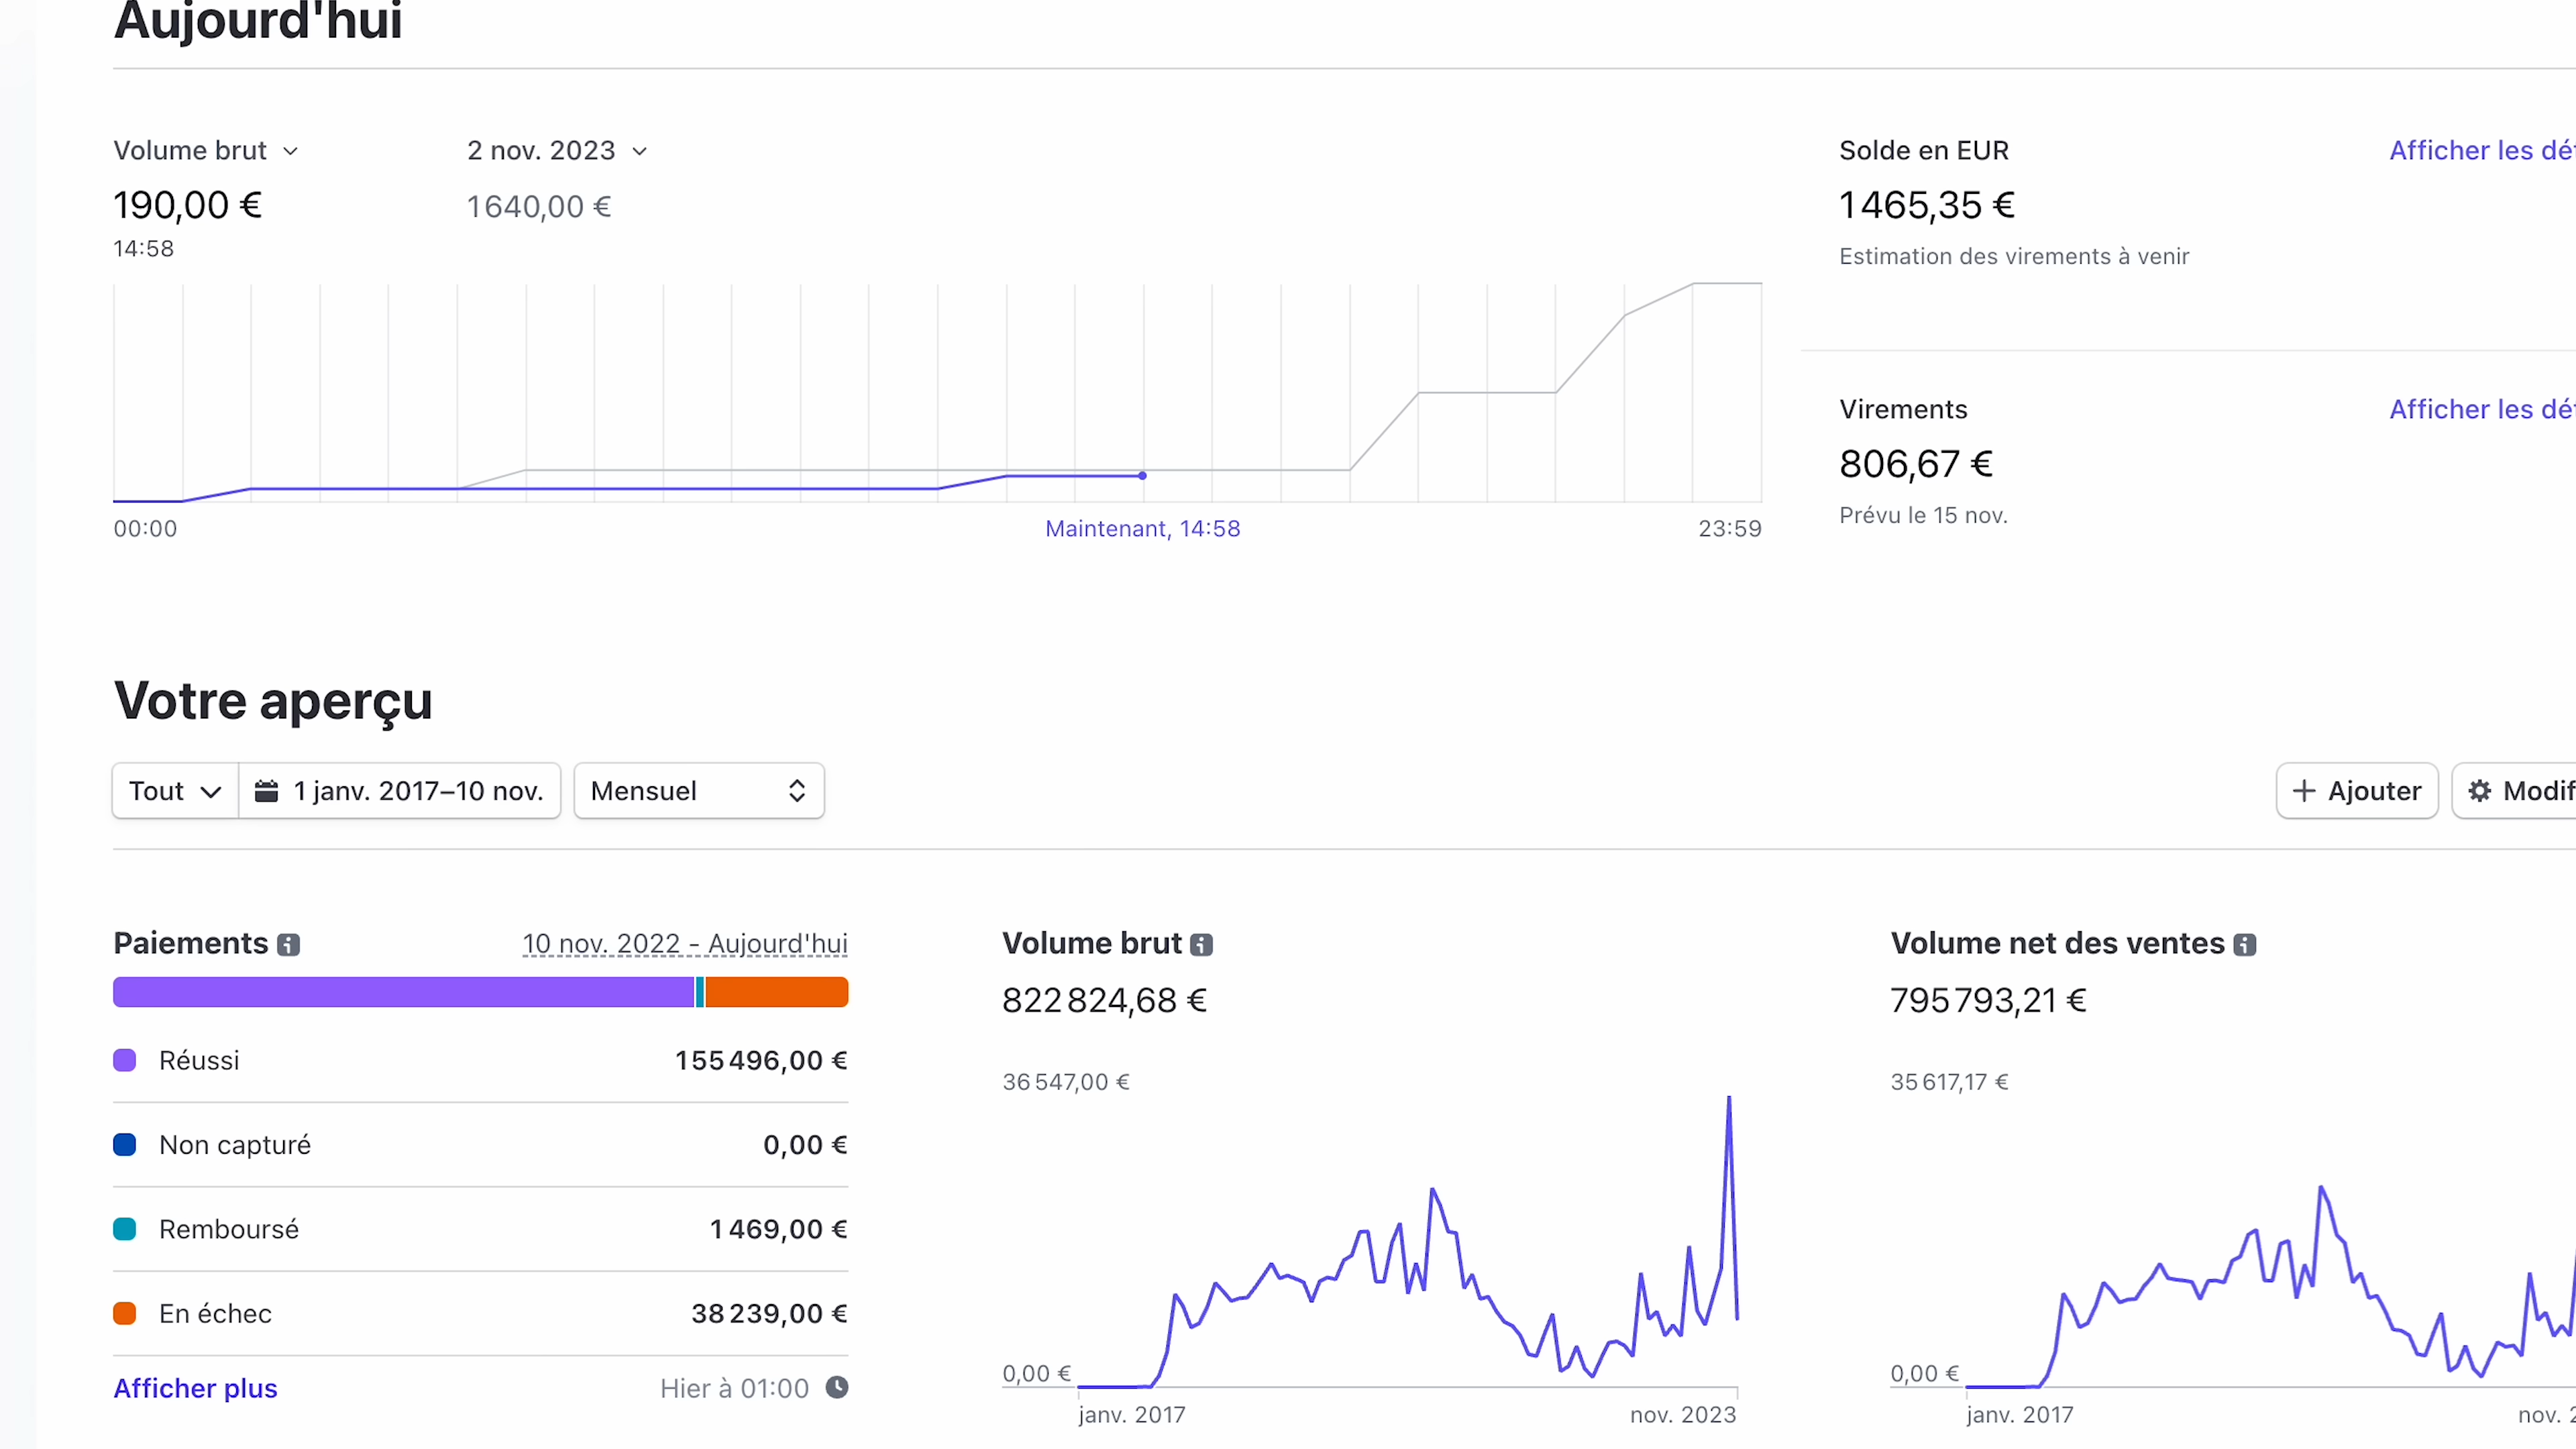 Aujourd'hui
Volume brut
190,00 €
14:58
2 nov. 2023
1 640,00 €
00:00
Maintenant, 14:58
23:59
Solde en EUR
Afficher les dé
1 465,35 €
Estimation des virements à venir
Virements
Afficher les dé
806,67 €
Prévu le 15 nov.
Votre aperçu
Tout
1 janv. 2017–10 nov.
Mensuel
Ajouter
Modif
Paiements
10 nov. 2022 - Aujourd'hui
Réussi
155 496,00 €
Non capturé
0,00 €
Remboursé
1 469,00 €
En échec
38 239,00 €
Afficher plus
Hier à 01:00
Volume brut
822 824,68 €
36 547,00 €
0,00 €
janv. 2017
nov. 2023
Volume net des ventes
795 793,21 €
35 617,17 €
0,00 €
janv. 2017
nov.